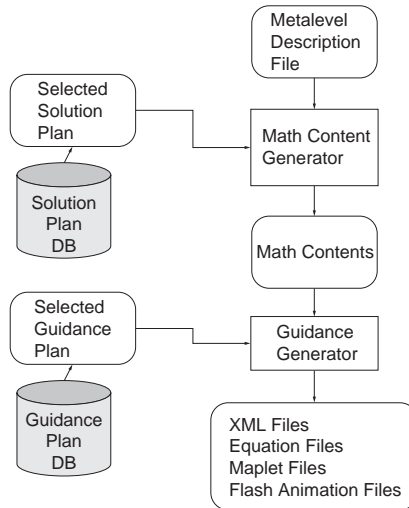 Metalevel
Description
File
Selected
Solution
Plan
Math Content
Generator
Solution
Plan
DB
Math Contents
Selected
Guidance
Plan
Guidance
Generator
Guidance
Plan
DB
XML Files
Equation Files
Maplet Files
Flash Animation Files